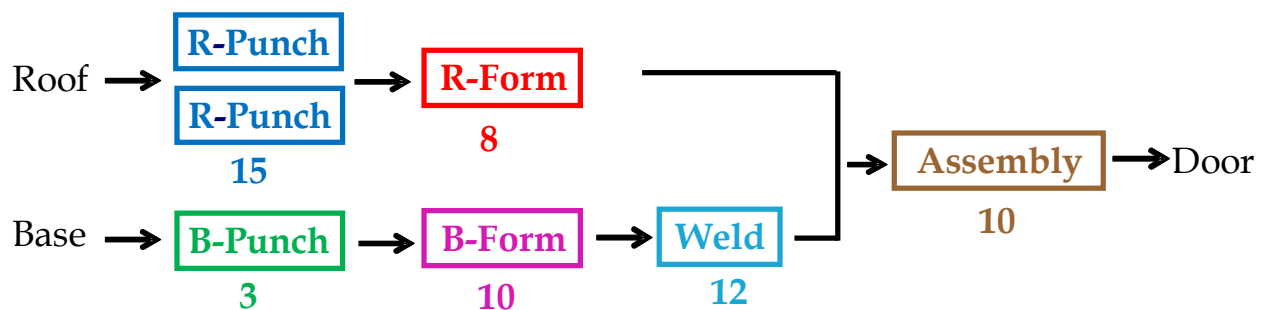 Roof
R-Punch
R-Punch
15
R-Form
8
Base
B-Punch
3
B-Form
10
Weld
12
Assembly
10
Door